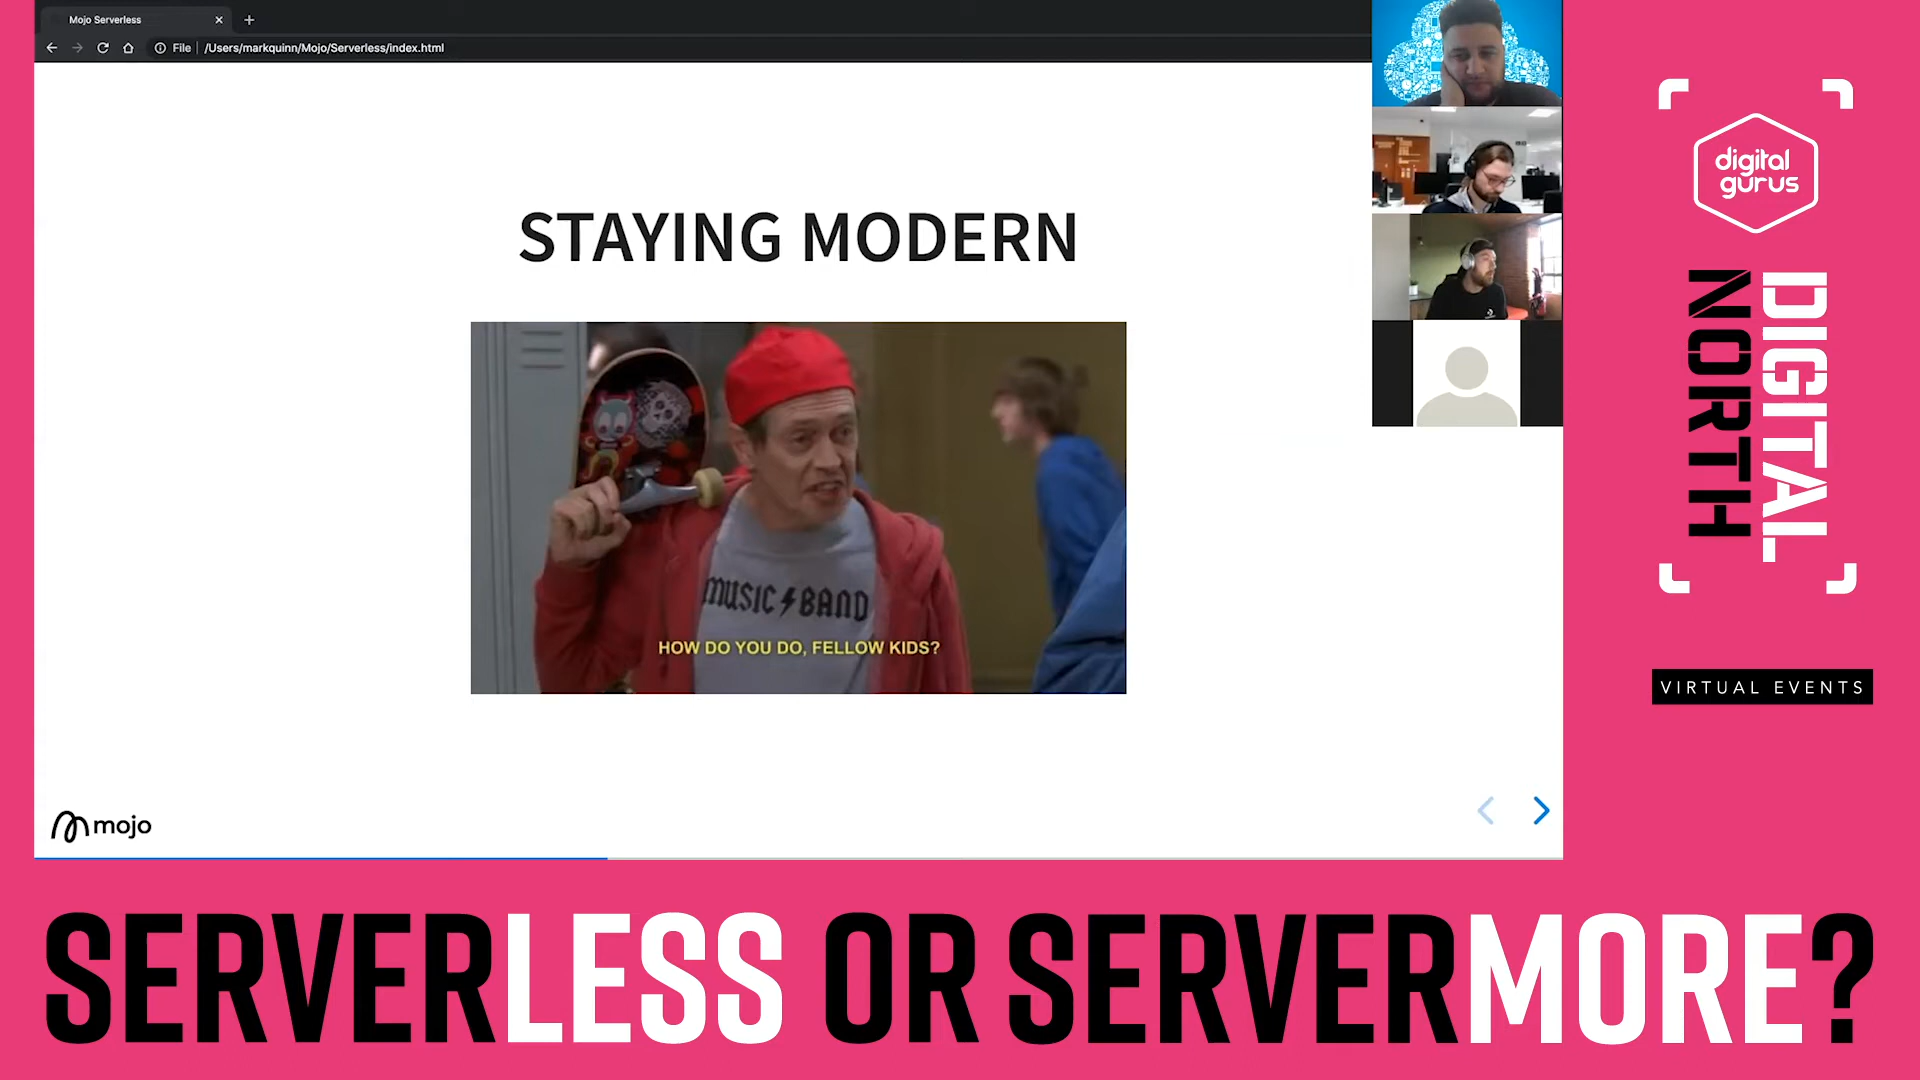 Mojo Serverless
File
/Users/markquinn/Mojo/Serverless/index.html
STAYING MODERN
MUSIC BAND
HOW DO YOU DO, FELLOW KIDS?
mojo
digital
gurus
DIGITAL
NORTH
VIRTUAL EVENTS
SERVERLESS OR SERVERMORE?